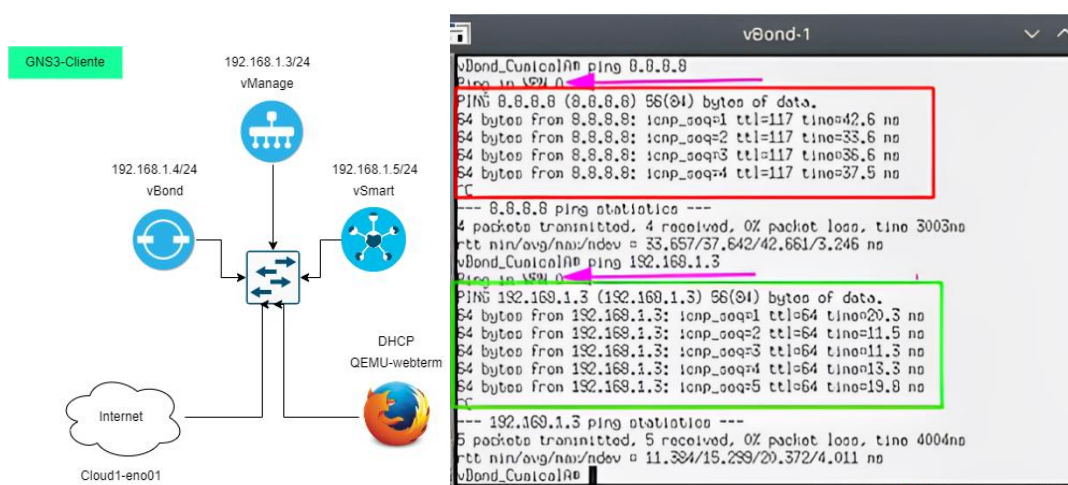 GNS3-Cliente
192.168.1.3/24
vManage
192.168.1.4/24
vBond
192.168.1.5/24
vSmart
DHCP
QEMU-webterm
Internet
Cloud1-eno01
vBond-1
ping 8.8.8.8
Ping in VPN 0
PING 8.8.8.8 (8.8.8.8) 56(84) bytes of data.
64 bytes from 8.8.8.8: icmp_seq=1 ttl=117 time=42.6 ms
64 bytes from 8.8.8.8: icmp_seq=2 ttl=117 time=33.6 ms
64 bytes from 8.8.8.8: icmp_seq=3 ttl=117 time=36.6 ms
64 bytes from 8.8.8.8: icmp_seq=4 ttl=117 time=37.5 ms
^C
--- 8.8.8.8 ping statistics ---
4 packets transmitted, 4 received, 0% packet loss, time 3003ms
rtt min/avg/max/mdev = 33.657/37.642/42.661/3.246 ms
ping 192.168.1.3
Ping in VPN 0
PING 192.168.1.3 (192.168.1.3) 56(84) bytes of data.
64 bytes from 192.168.1.3: icmp_seq=1 ttl=64 time=20.3 ms
64 bytes from 192.168.1.3: icmp_seq=2 ttl=64 time=11.5 ms
64 bytes from 192.168.1.3: icmp_seq=3 ttl=64 time=11.3 ms
64 bytes from 192.168.1.3: icmp_seq=4 ttl=64 time=13.3 ms
64 bytes from 192.168.1.3: icmp_seq=5 ttl=64 time=19.8 ms
^C
--- 192.168.1.3 ping statistics ---
5 packets transmitted, 5 received, 0% packet loss, time 4004ms
rtt min/avg/max/mdev = 11.384/15.299/20.372/4.011 ms